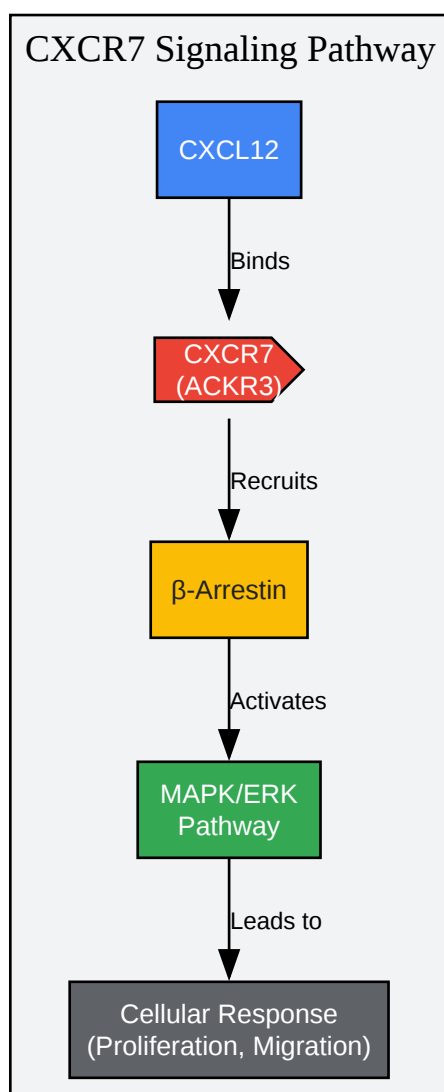 CXCR7 Signaling Pathway
CXCL12
Binds
CXCR7
(ACKR3)
Recruits
β-Arrestin
Activates
MAPK/ERK
Pathway
Leads to
Cellular Response
(Proliferation, Migration)